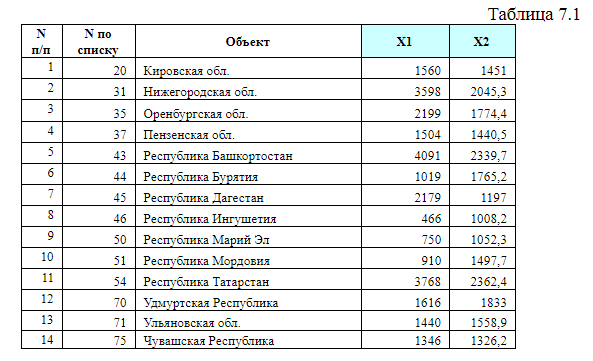 Таблица 7.1
N п/п N по списку Объект X1 X2
1 20 Кировская обл. 1560 1451
2 31 Нижегородская обл. 3598 2045,3
3 35 Оренбургская обл. 2199 1774,4
4 37 Пензенская обл. 1504 1440,5
5 43 Республика Башкортостан 4091 2339,7
6 44 Республика Бурятия 1019 1765,2
7 45 Республика Дагестан 2179 1197
8 46 Республика Ингушетия 466 1008,2
9 50 Республика Марий Эл 750 1052,3
10 51 Республика Мордовия 910 1497,7
11 54 Республика Татарстан 3768 2362,4
12 70 Удмуртская Республика 1616 1833
13 71 Ульяновская обл. 1440 1558,9
14 75 Чувашская Республика 1346 1326,2